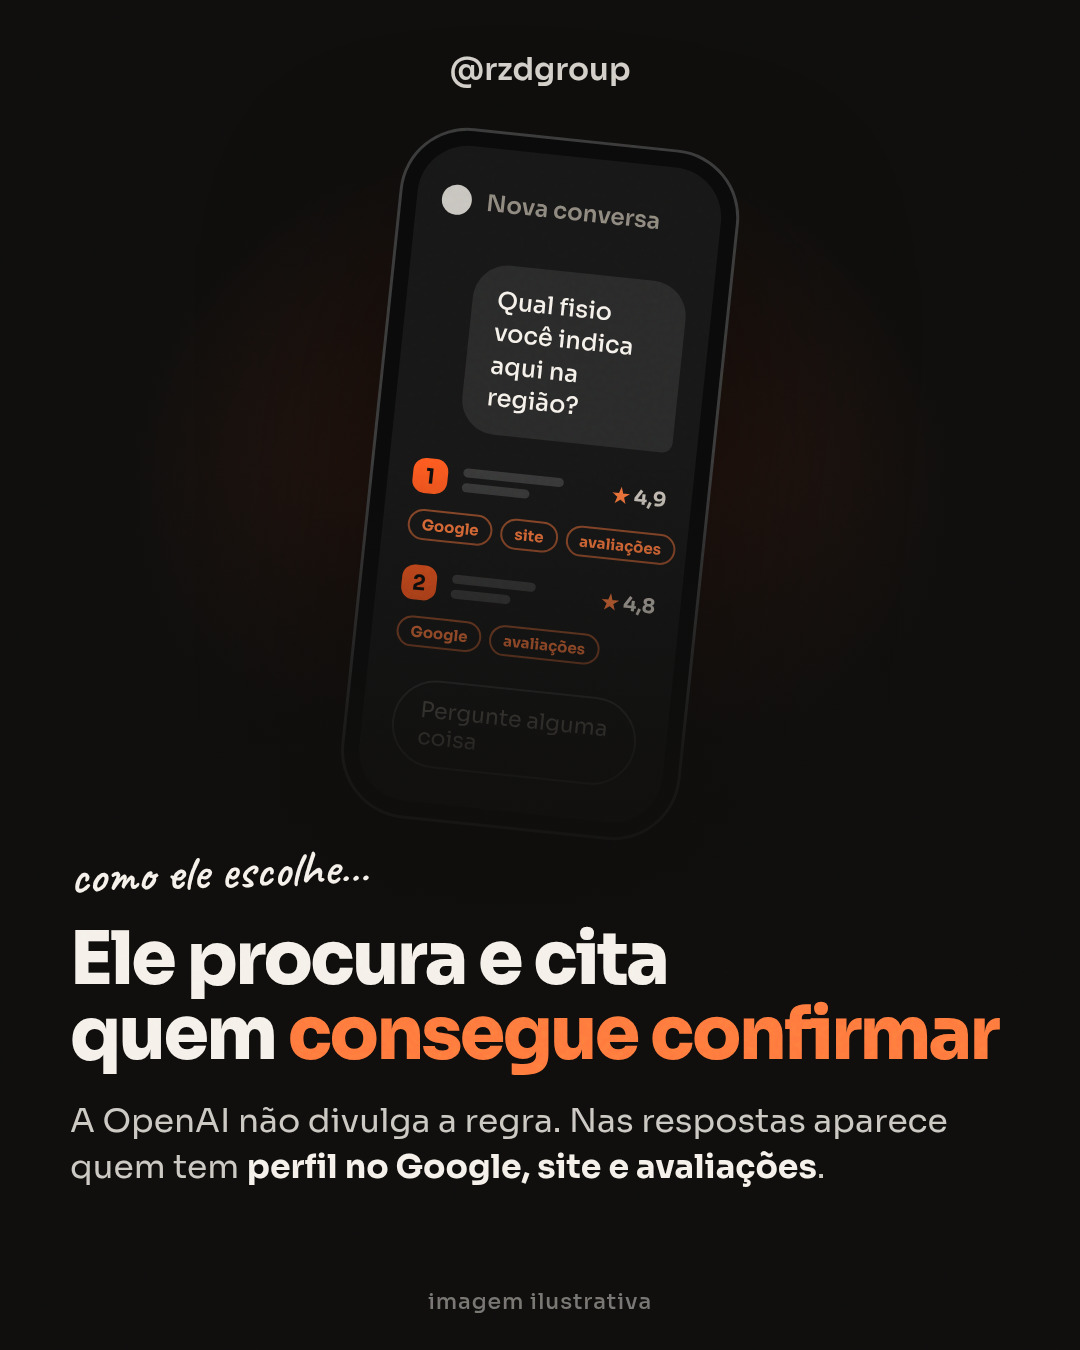 @rzdgroup
Nova conversa
Qual fisio
você indica
aqui na
região?
1 ★ 4,9
Google site avaliações
2 ★ 4,8
Google avaliações
Pergunte alguma
coisa
como ele escolhe...
Ele procura e cita
quem consegue confirmar
A OpenAI não divulga a regra. Nas respostas aparece
quem tem perfil no Google, site e avaliações.
imagem ilustrativa